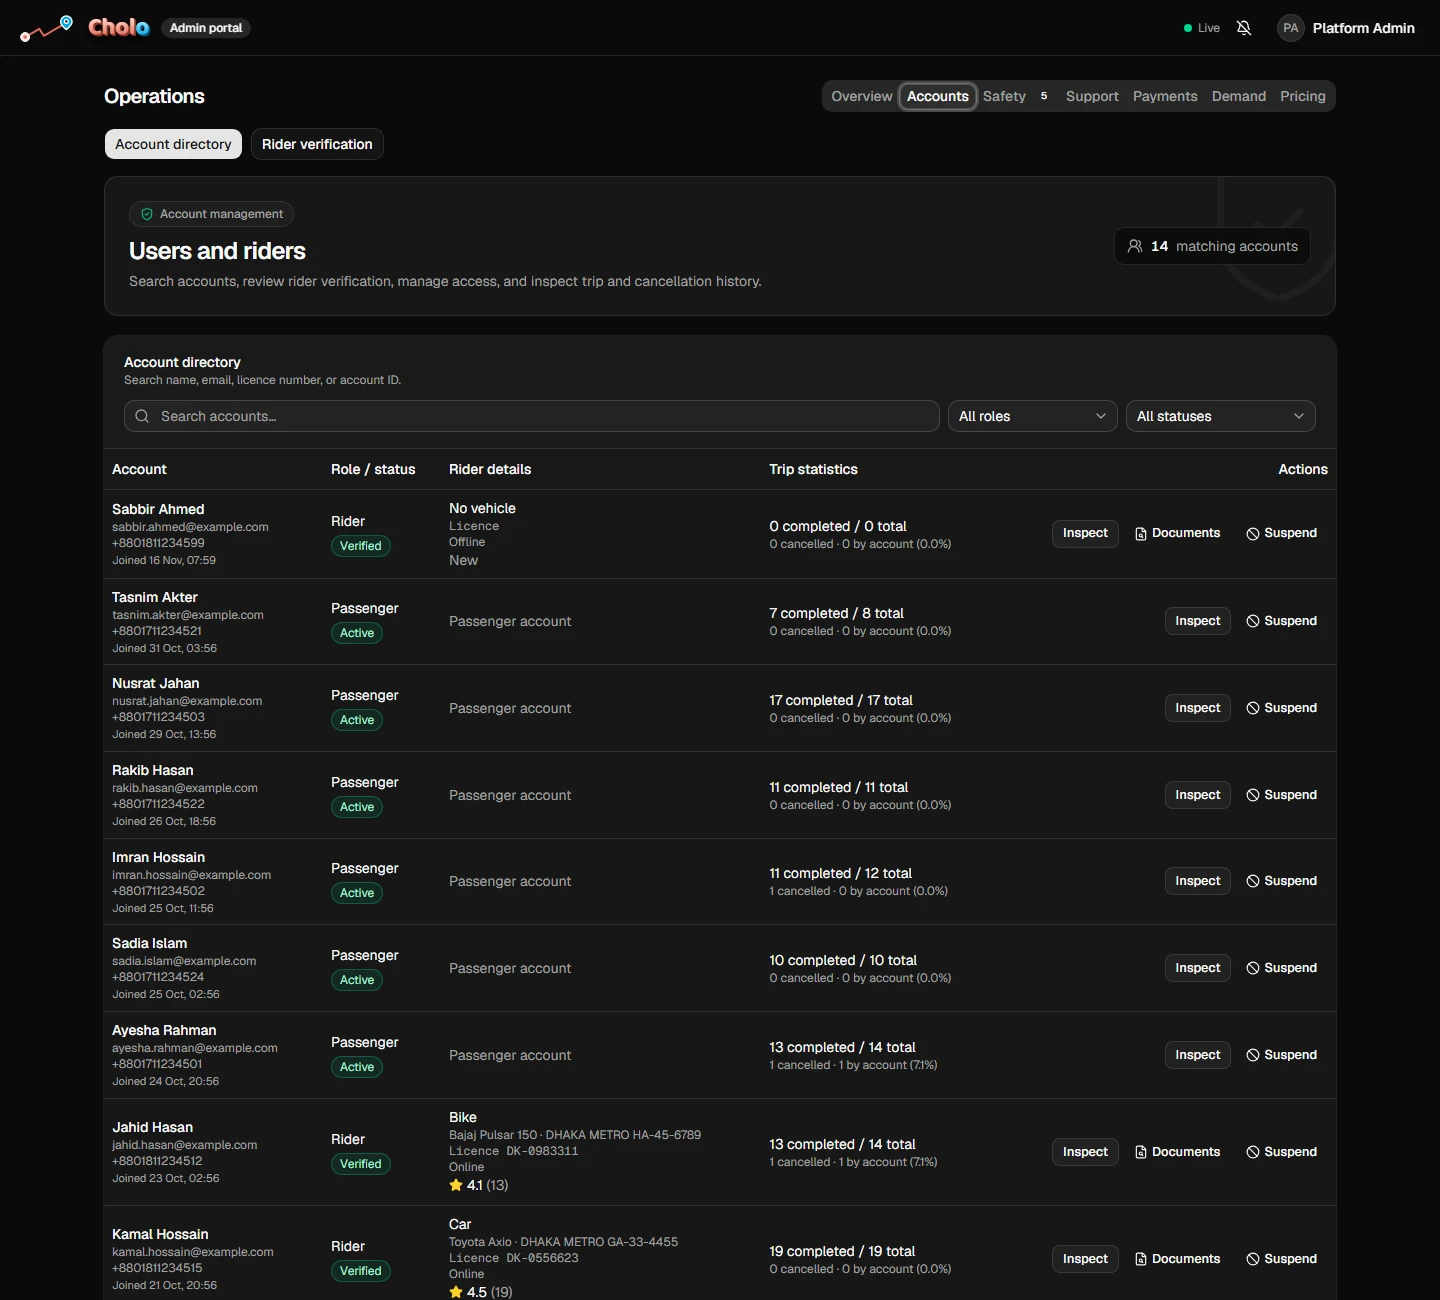 Cholo Admin portal
Live
PA Platform Admin
Operations
Overview Accounts Safety 5 Support Payments Demand Pricing
Account directory Rider verification
Account management
Users and riders
Search accounts, review rider verification, manage access, and inspect trip and cancellation history.
14 matching accounts
Account directory
Search name, email, licence number, or account ID.
Search accounts... All roles All statuses
Account Role / status Rider details Trip statistics Actions
Sabbir Ahmed
sabbir.ahmed@example.com
+8801811234599
Joined 16 Nov, 07:59
Rider
Verified
No vehicle
Licence
Offline
New
0 completed / 0 total
0 cancelled · 0 by account (0.0%)
Inspect Documents Suspend
Tasnim Akter
tasnim.akter@example.com
+8801711234521
Joined 31 Oct, 03:56
Passenger
Active
Passenger account
7 completed / 8 total
0 cancelled · 0 by account (0.0%)
Inspect Suspend
Nusrat Jahan
nusrat.jahan@example.com
+8801711234503
Joined 29 Oct, 13:56
Passenger
Active
Passenger account
17 completed / 17 total
0 cancelled · 0 by account (0.0%)
Inspect Suspend
Rakib Hasan
rakib.hasan@example.com
+8801711234522
Joined 26 Oct, 18:56
Passenger
Active
Passenger account
11 completed / 11 total
0 cancelled · 0 by account (0.0%)
Inspect Suspend
Imran Hossain
imran.hossain@example.com
+8801711234502
Joined 25 Oct, 11:56
Passenger
Active
Passenger account
11 completed / 12 total
1 cancelled · 0 by account (0.0%)
Inspect Suspend
Sadia Islam
sadia.islam@example.com
+8801711234524
Joined 25 Oct, 02:56
Passenger
Active
Passenger account
10 completed / 10 total
0 cancelled · 0 by account (0.0%)
Inspect Suspend
Ayesha Rahman
ayesha.rahman@example.com
+8801711234501
Joined 24 Oct, 20:56
Passenger
Active
Passenger account
13 completed / 14 total
1 cancelled · 1 by account (7.1%)
Inspect Suspend
Jahid Hasan
jahid.hasan@example.com
+8801811234512
Joined 23 Oct, 02:56
Rider
Verified
Bike
Bajaj Pulsar 150 · DHAKA METRO HA-45-6789
Licence DK-0983311
Online
4.1 (13)
13 completed / 14 total
1 cancelled · 1 by account (7.1%)
Inspect Documents Suspend
Kamal Hossain
kamal.hossain@example.com
+8801811234515
Joined 21 Oct, 20:56
Rider
Verified
Car
Toyota Axio · DHAKA METRO GA-33-4455
Licence DK-0556623
Online
4.5 (19)
19 completed / 19 total
0 cancelled · 0 by account (0.0%)
Inspect Documents Suspend